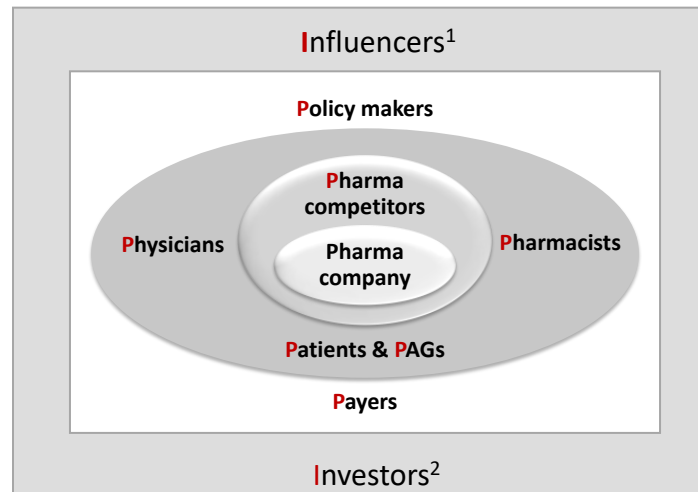 Influencers¹
Policy makers
Pharma
competitors
Physicians
Pharmacists
Pharma
company
Patients & PAGs
Payers
Investors²